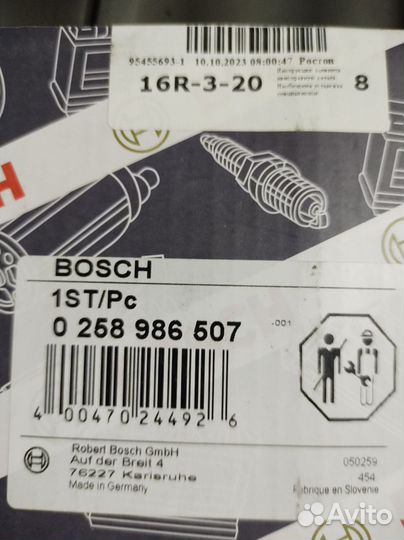 95455693-1 10.10.2023 08:00:47 Ростов
16R-3-20
8
H
BOSCH
1ST/Pc
0 258 986 507
-001
4 00470 24492 6
Robert Bosch GmbH
Auf der Breit 4
76227 Karlsruhe
Made in Germany
050259
454
Fabrique en Slovenie
Avito